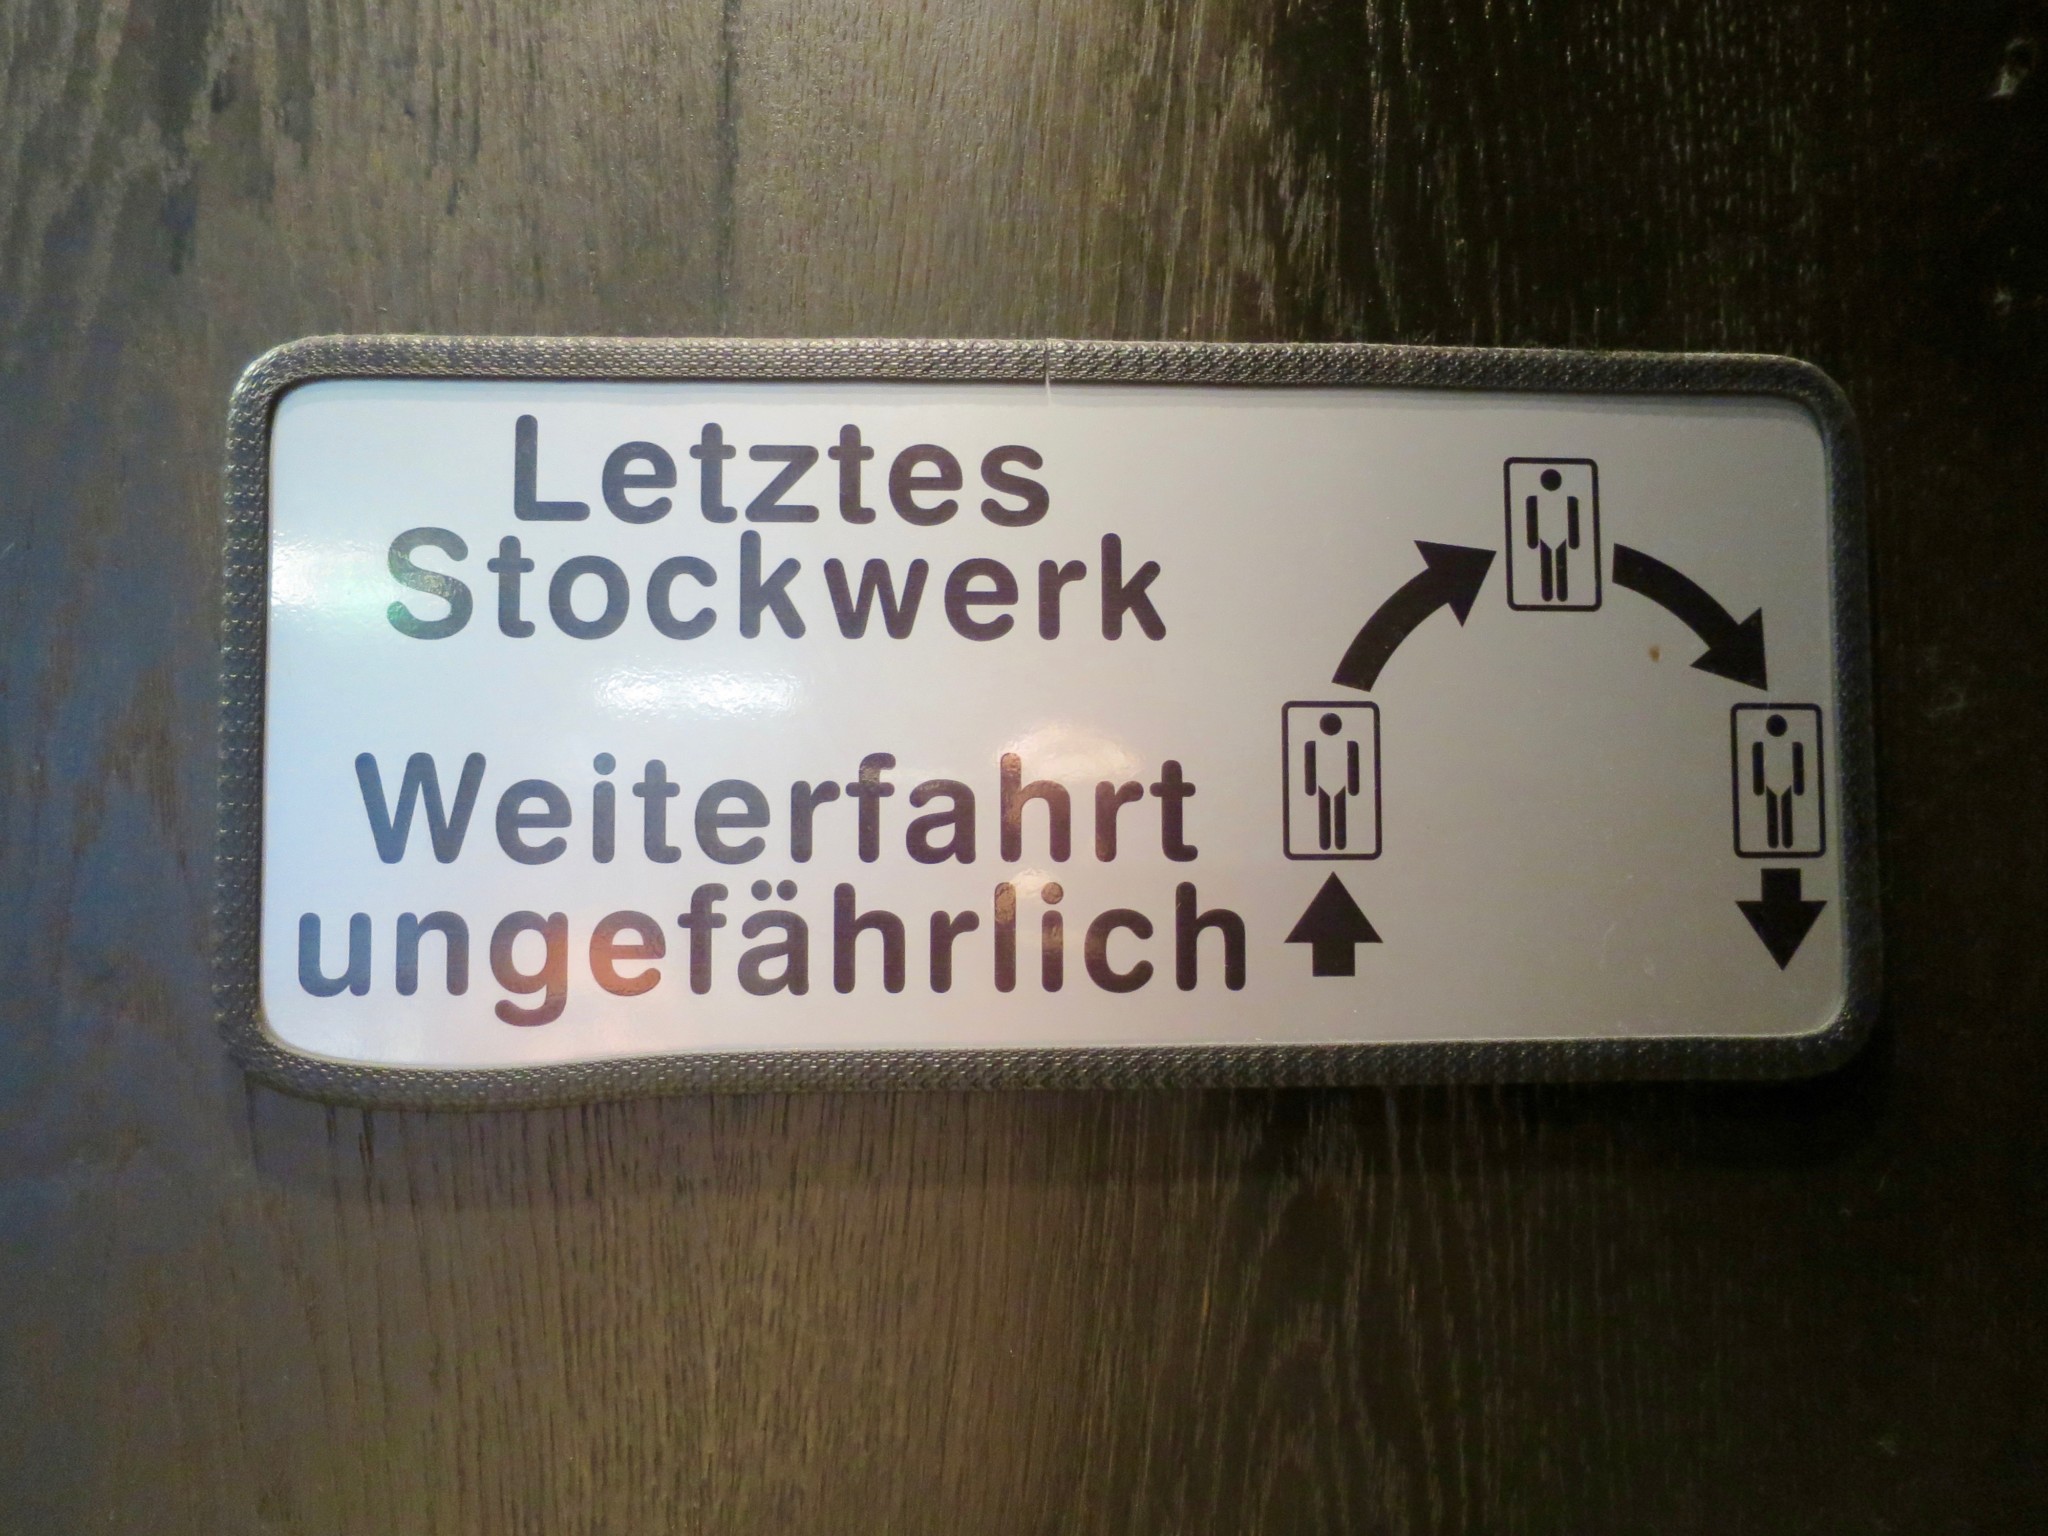 Letztes
Stockwerk
Weiterfahrt
ungefährlich